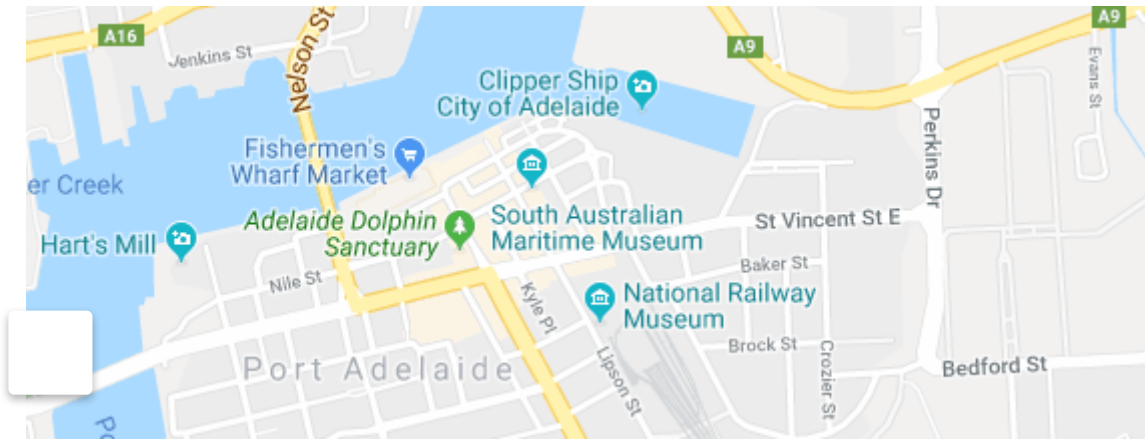 A16
Jenkins St
Nelson St
A9
A9
Evans St
Clipper Ship
City of Adelaide
Perkins Dr
Fishermen's
Wharf Market
er Creek
Adelaide Dolphin
Sanctuary
South Australian
Maritime Museum
St Vincent St E
Hart's Mill
Nile St
Baker St
Kyle Pl
National Railway
Museum
Brock St
Port Adelaide
Lipson St
Crozier St
Bedford St
Po